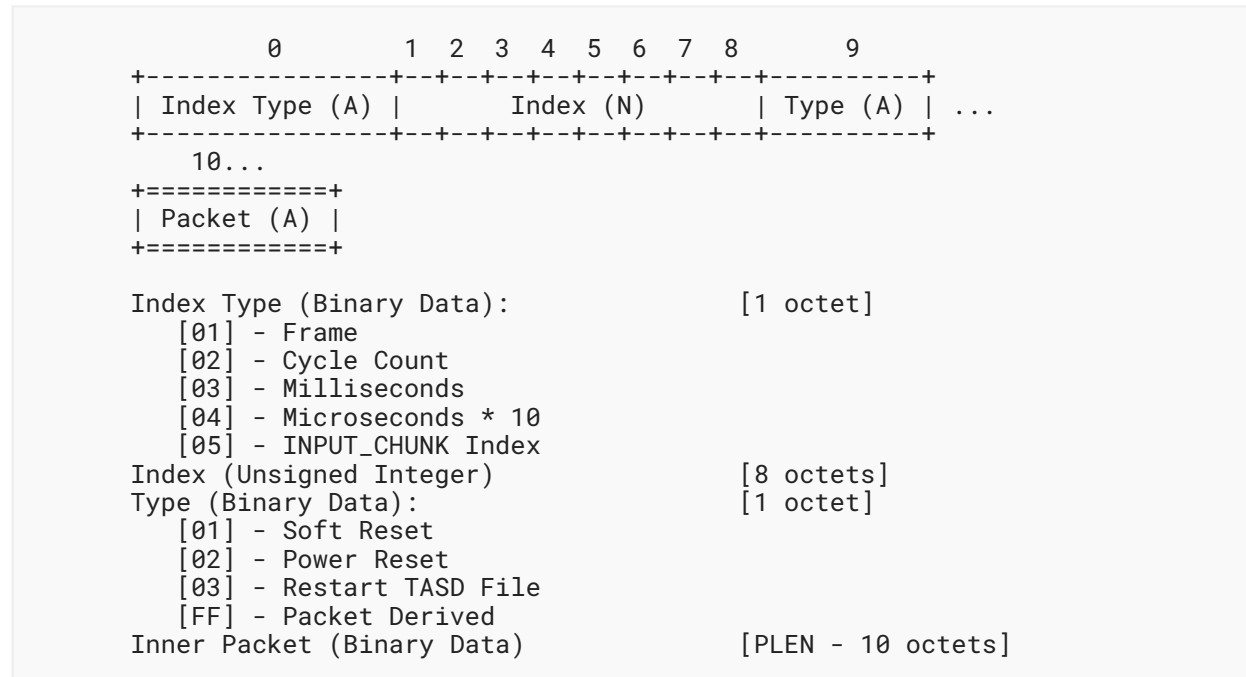 0        1  2  3  4  5  6  7  8       9
+----------------+--+--+--+--+--+--+--+--+----------+
| Index Type (A) |       Index (N)       | Type (A) | ...
+----------------+--+--+--+--+--+--+--+--+----------+
    10...
+============+
| Packet (A) |
+============+
Index Type (Binary Data):               [1 octet]
   [01] - Frame
   [02] - Cycle Count
   [03] - Milliseconds
   [04] - Microseconds * 10
   [05] - INPUT_CHUNK Index
Index (Unsigned Integer)                [8 octets]
Type (Binary Data):                     [1 octet]
   [01] - Soft Reset
   [02] - Power Reset
   [03] - Restart TASD File
   [FF] - Packet Derived
Inner Packet (Binary Data)              [PLEN - 10 octets]